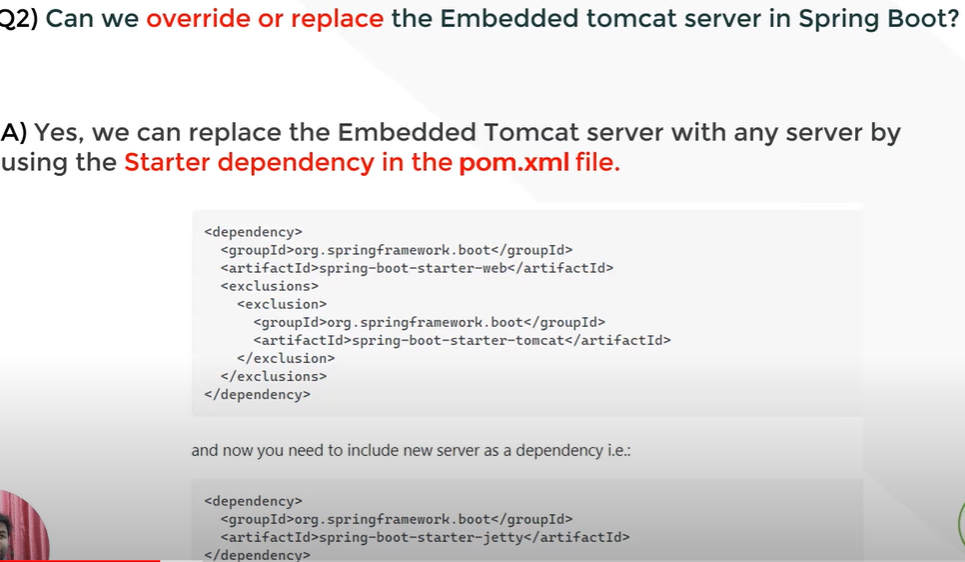 Q2) Can we override or replace the Embedded tomcat server in Spring Boot?
A) Yes, we can replace the Embedded Tomcat server with any server by
using the Starter dependency in the pom.xml file.
<dependency>
  <groupId>org.springframework.boot</groupId>
  <artifactId>spring-boot-starter-web</artifactId>
  <exclusions>
    <exclusion>
      <groupId>org.springframework.boot</groupId>
      <artifactId>spring-boot-starter-tomcat</artifactId>
    </exclusion>
  </exclusions>
</dependency>
and now you need to include new server as a dependency i.e.:
<dependency>
  <groupId>org.springframework.boot</groupId>
  <artifactId>spring-boot-starter-jetty</artifactId>
</dependency>